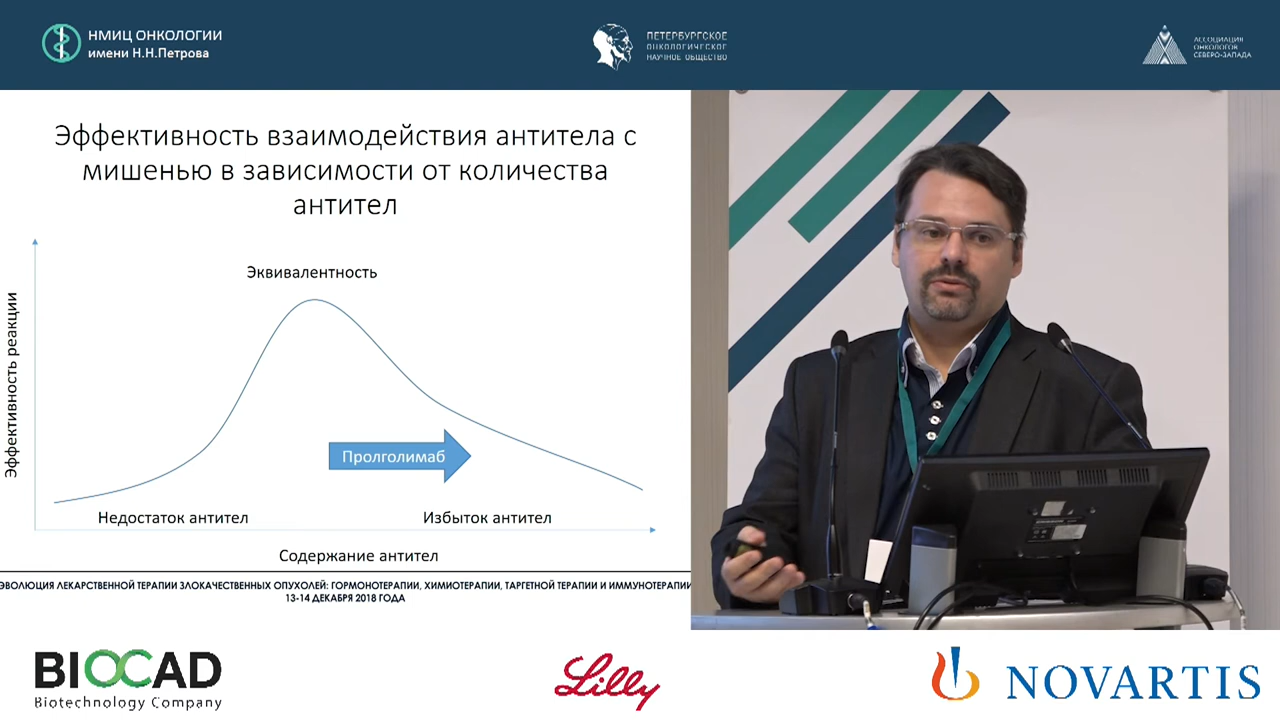 НМИЦ ОНКОЛОГИИ
имени Н.Н.Петрова
ПЕТЕРБУРГСКОЕ
ОНКОЛОГИЧЕСКОЕ
НАУЧНОЕ ОБЩЕСТВО
АССОЦИАЦИЯ
ОНКОЛОГОВ
СЕВЕРО-ЗАПАДА
Эффективность взаимодействия антитела с
мишенью в зависимости от количества
антител
Эквивалентность
Эффективность реакции
Пролголимаб
Недостаток антител
Избыток антител
Содержание антител
ЭВОЛЮЦИЯ ЛЕКАРСТВЕННОЙ ТЕРАПИИ ЗЛОКАЧЕСТВЕННЫХ ОПУХОЛЕЙ: ГОРМОНОТЕРАПИИ, ХИМИОТЕРАПИИ, ТАРГЕТНОЙ ТЕРАПИИ И ИММУНОТЕРАПИИ
13-14 ДЕКАБРЯ 2018 ГОДА
BIOCAD
Biotechnology Company
Lilly
NOVARTIS